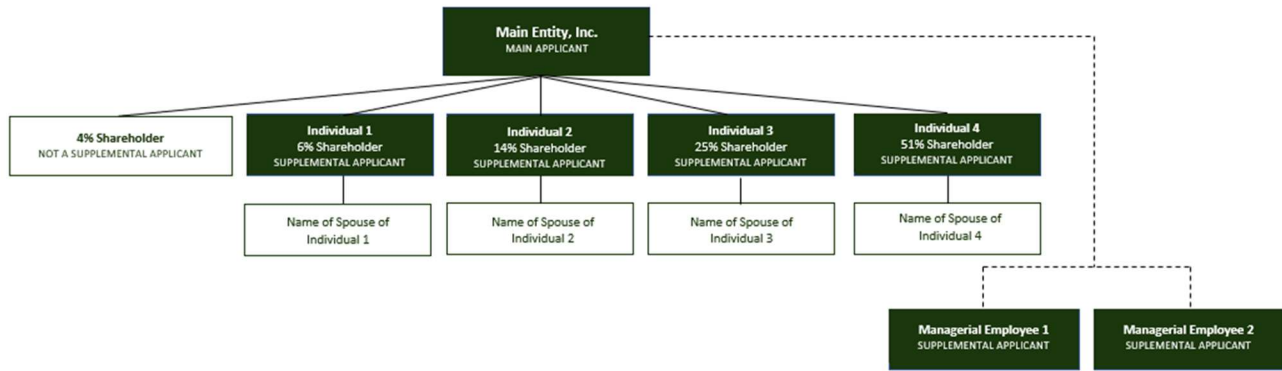 Main Entity, Inc.
MAIN APPLICANT
4% Shareholder
NOT A SUPPLEMENTAL APPLICANT
Individual 1
6% Shareholder
SUPPLEMENTAL APPLICANT
Individual 2
14% Shareholder
SUPPLEMENTAL APPLICANT
Individual 3
25% Shareholder
SUPPLEMENTAL APPLICANT
Individual 4
51% Shareholder
SUPPLEMENTAL APPLICANT
Name of Spouse of
Individual 1
Name of Spouse of
Individual 2
Name of Spouse of
Individual 3
Name of Spouse of
Individual 4
Managerial Employee 1
SUPLEMENTAL APPLICANT
Managerial Employee 2
SUPLEMENTAL APPLICANT